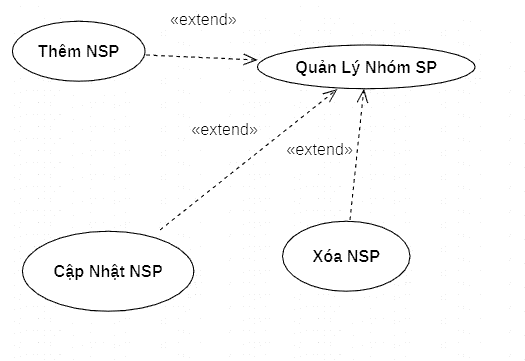 «extend»
Thêm NSP
Quản Lý Nhóm SP
«extend»
«extend»
Cập Nhật NSP
Xóa NSP